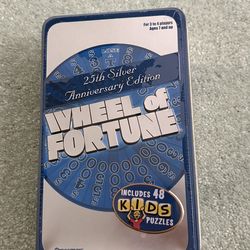 For 3 to 4 players
Ages 7 and up
25th Silver
Anniversary Edition
WHEEL of
FORTUNE
INCLUDES 48
KIDS
PUZZLES